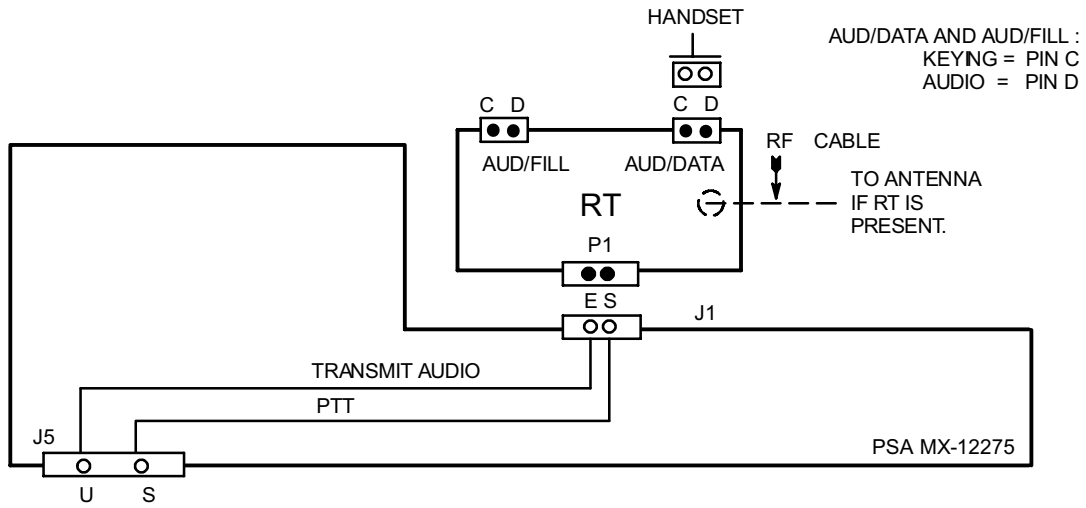 HANDSET
AUD/DATA AND AUD/FILL :
KEYING = PIN C
AUDIO = PIN D
C D
C D
RF CABLE
AUD/FILL
AUD/DATA
TO ANTENNA
IF RT IS
PRESENT.
RT
P1
E S
J1
TRANSMIT AUDIO
PTT
J5
PSA MX-12275
U S